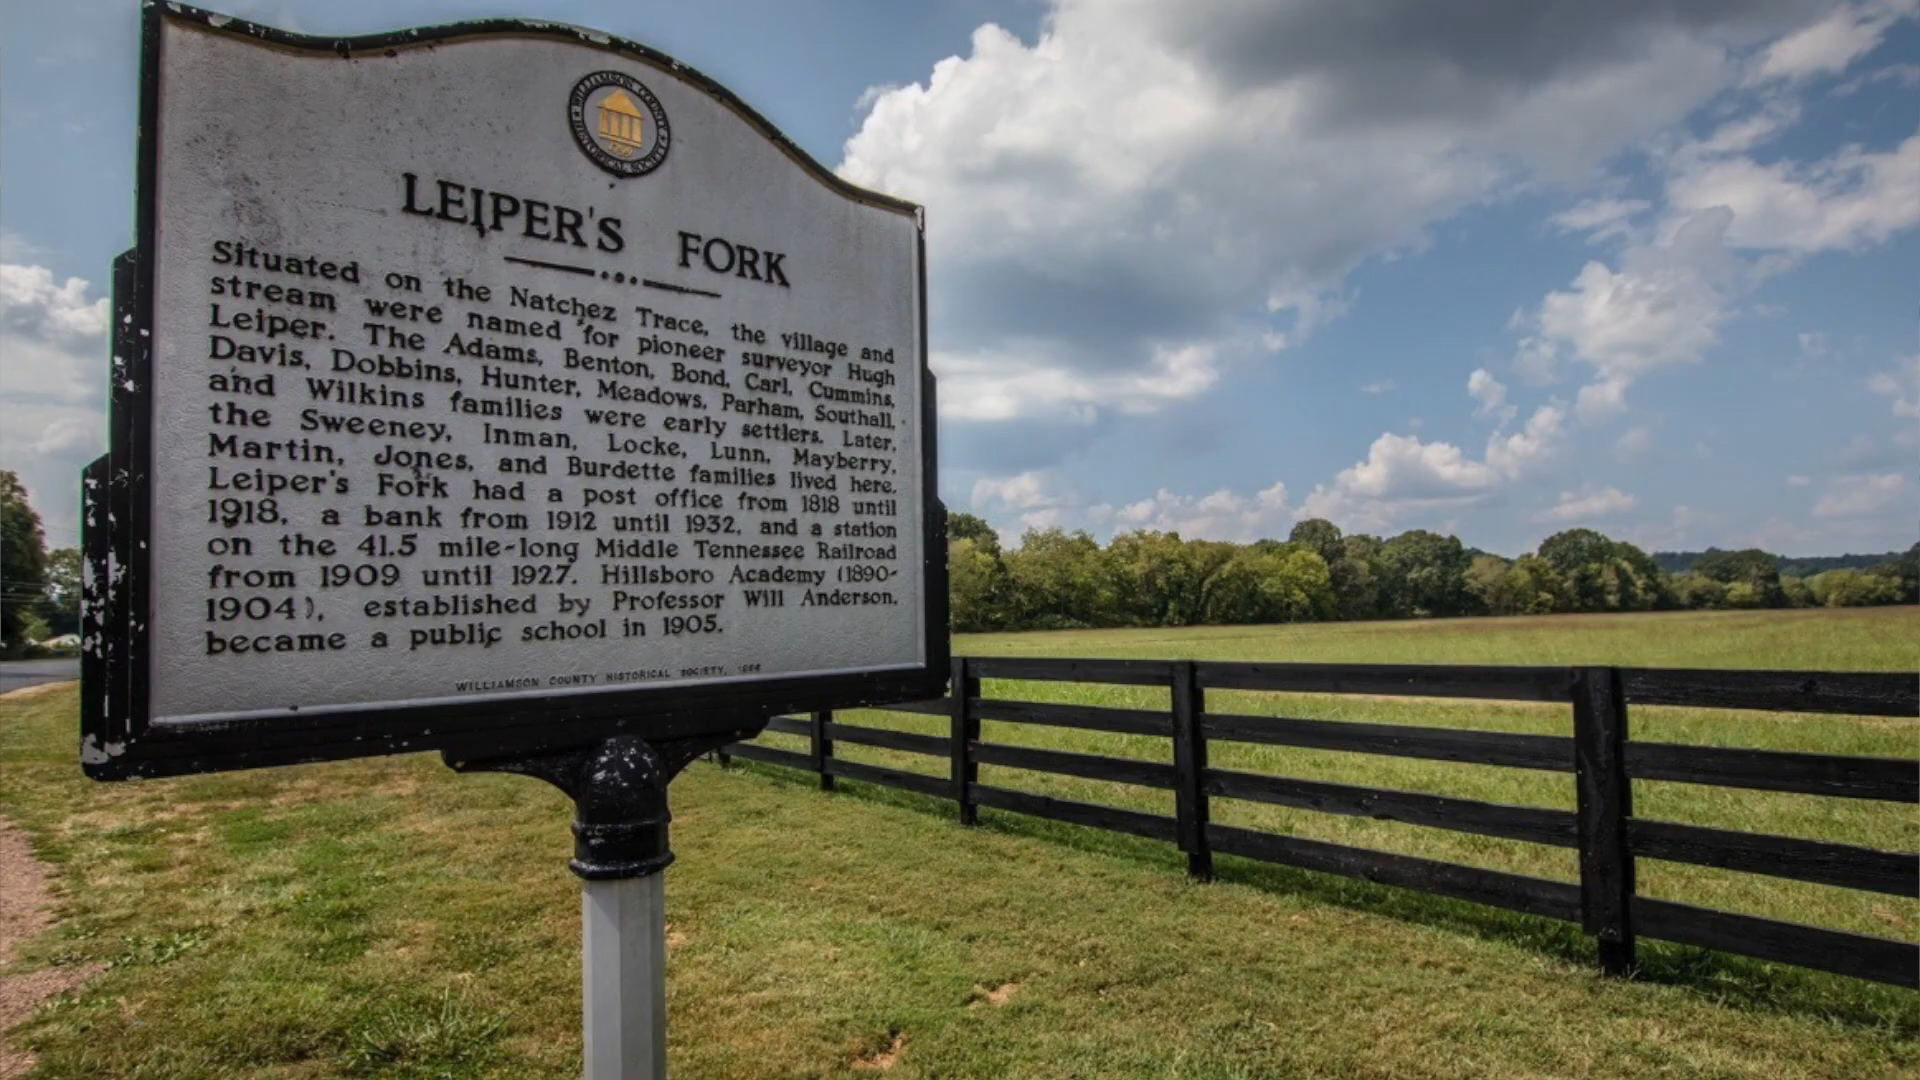 WILLIAMSON COUNTY HISTORICAL SOCIETY
LEIPER'S FORK
Situated on the Natchez Trace, the village and
stream were named for pioneer surveyor Hugh
Leiper. The Adams, Benton, Bond, Carl, Cummins,
Davis, Dobbins, Hunter, Meadows, Parham, Southall,
and Wilkins families were early settlers. Later,
the Sweeney, Inman, Locke, Lunn, Mayberry,
Martin, Jones, and Burdette families lived here.
Leiper's Fork had a post office from 1818 until
1918, a bank from 1912 until 1932, and a station
on the 41.5 mile-long Middle Tennessee Railroad
from 1909 until 1927. Hillsboro Academy (1890-
1904), established by Professor Will Anderson,
became a public school in 1905.
WILLIAMSON COUNTY HISTORICAL SOCIETY,